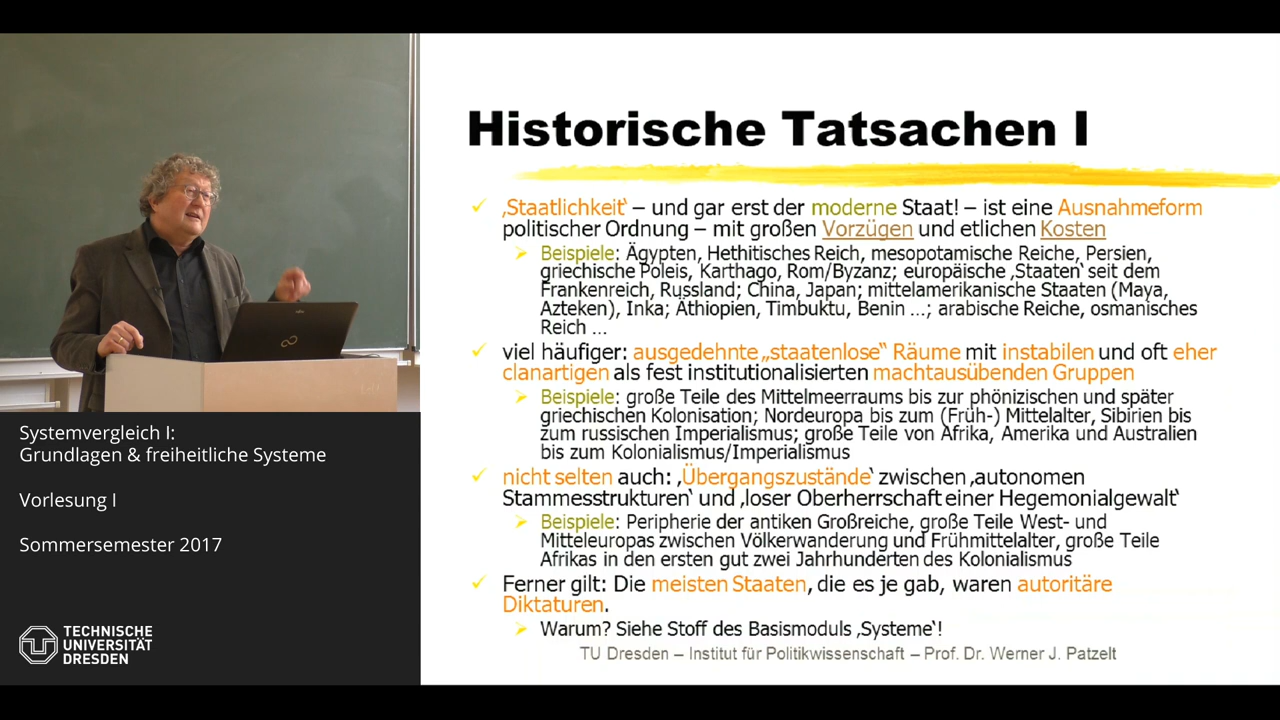 Historische Tatsachen I
‚Staatlichkeit‘ – und gar erst der moderne Staat! – ist eine Ausnahmeform
politischer Ordnung – mit großen Vorzügen und etlichen Kosten
Beispiele: Ägypten, Hethitisches Reich, mesopotamische Reiche, Persien,
griechische Poleis, Karthago, Rom/Byzanz; europäische ‚Staaten‘ seit dem
Frankenreich, Russland; China, Japan; mittelamerikanische Staaten (Maya,
Azteken), Inka; Äthiopien, Timbuktu, Benin …; arabische Reiche, osmanisches
Reich …
viel häufiger: ausgedehnte „staatenlose“ Räume mit instabilen und oft eher
clanartigen als fest institutionalisierten machtausübenden Gruppen
Beispiele: große Teile des Mittelmeerraums bis zur phönizischen und später
griechischen Kolonisation; Nordeuropa bis zum (Früh-) Mittelalter, Sibirien bis
zum russischen Imperialismus; große Teile von Afrika, Amerika und Australien
bis zum Kolonialismus/Imperialismus
nicht selten auch: ‚Übergangszustände‘ zwischen ‚autonomen
Stammesstrukturen‘ und ‚loser Oberherrschaft einer Hegemonialgewalt‘
Beispiele: Peripherie der antiken Großreiche, große Teile West- und
Mitteleuropas zwischen Völkerwanderung und Frühmittelalter, große Teile
Afrikas in den ersten gut zwei Jahrhunderten des Kolonialismus
Ferner gilt: Die meisten Staaten, die es je gab, waren autoritäre
Diktaturen.
Warum? Siehe Stoff des Basismoduls ‚Systeme‘!
TU Dresden – Institut für Politikwissenschaft – Prof. Dr. Werner J. Patzelt
Systemvergleich I:
Grundlagen & freiheitliche Systeme
Vorlesung I
Sommersemester 2017
TECHNISCHE
UNIVERSITÄT
DRESDEN